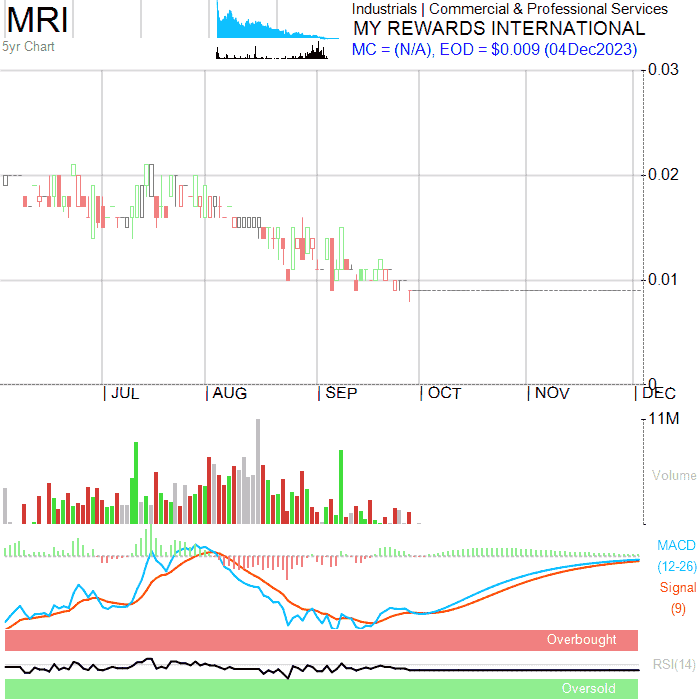 MRI
5yr Chart
Industrials | Commercial & Professional Services
MY REWARDS INTERNATIONAL
MC = (N/A), EOD = $0.009 (04Dec2023)
0.03
0.02
0.01
0
JUL AUG SEP OCT NOV DEC
11M
Volume
MACD
(12-26)
Signal
(9)
Overbought
RSI(14)
Oversold